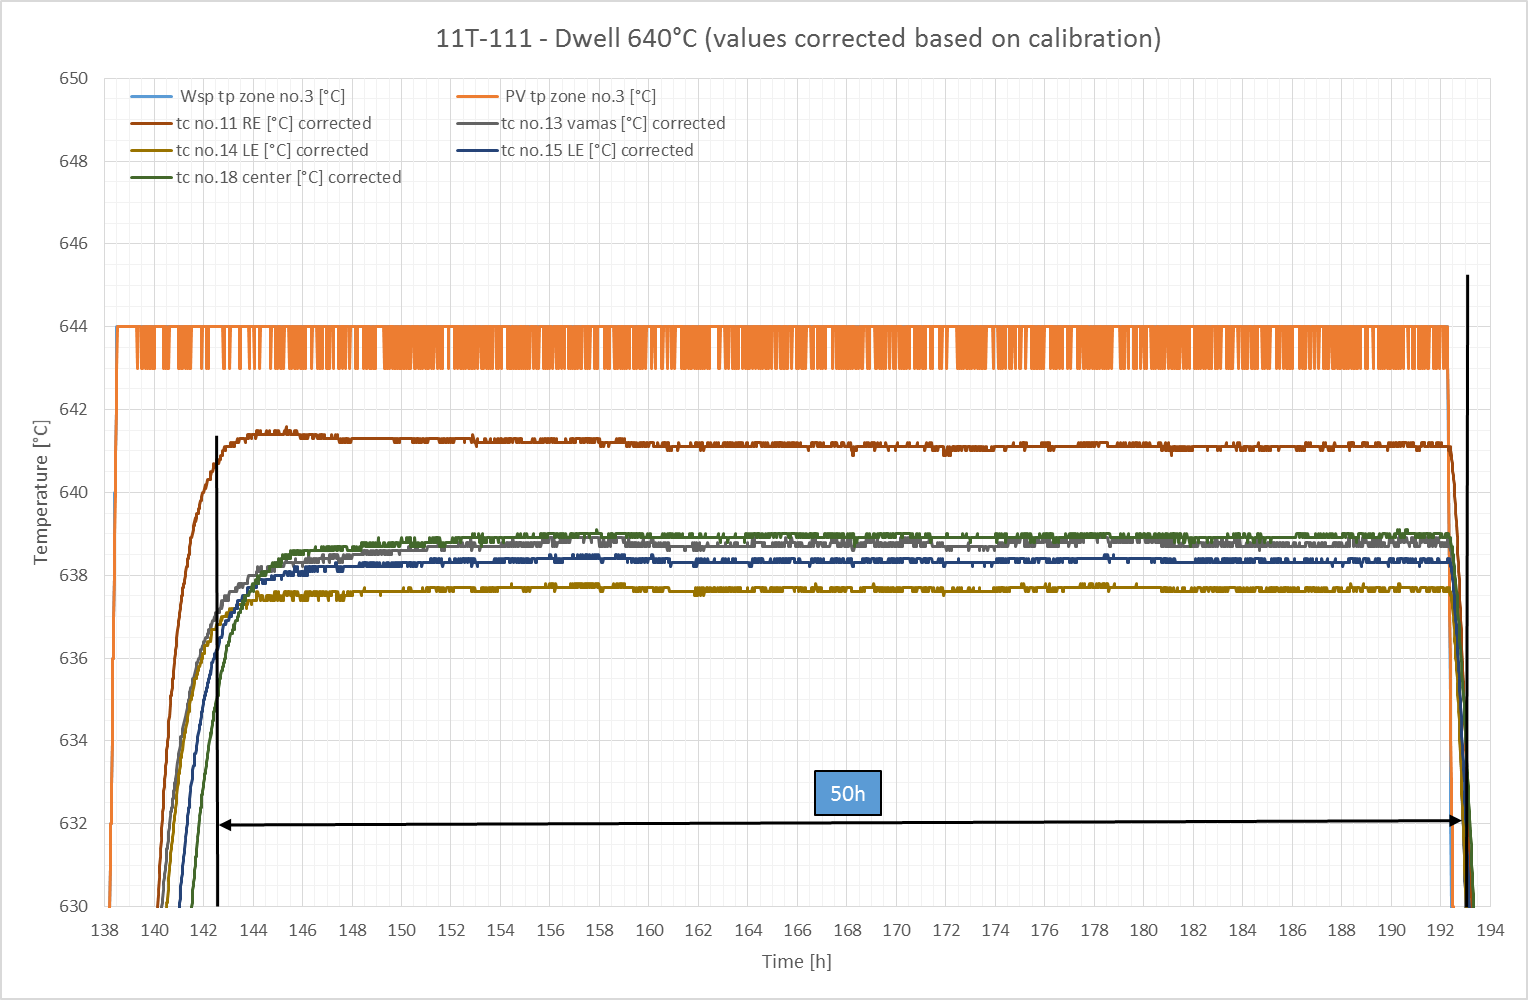 11T-111 - Dwell 640°C (values corrected based on calibration)
650
648
646
644
642
640
638
636
634
632
630
Temperature [°C]
Wsp tp zone no.3 [°C]
PV tp zone no.3 [°C]
tc no.11 RE [°C] corrected
tc no.13 vamas [°C] corrected
tc no.14 LE [°C] corrected
tc no.15 LE [°C] corrected
tc no.18 center [°C] corrected
50h
138 140 142 144 146 148 150 152 154 156 158 160 162 164 166 168 170 172 174 176 178 180 182 184 186 188 190 192 194
Time [h]